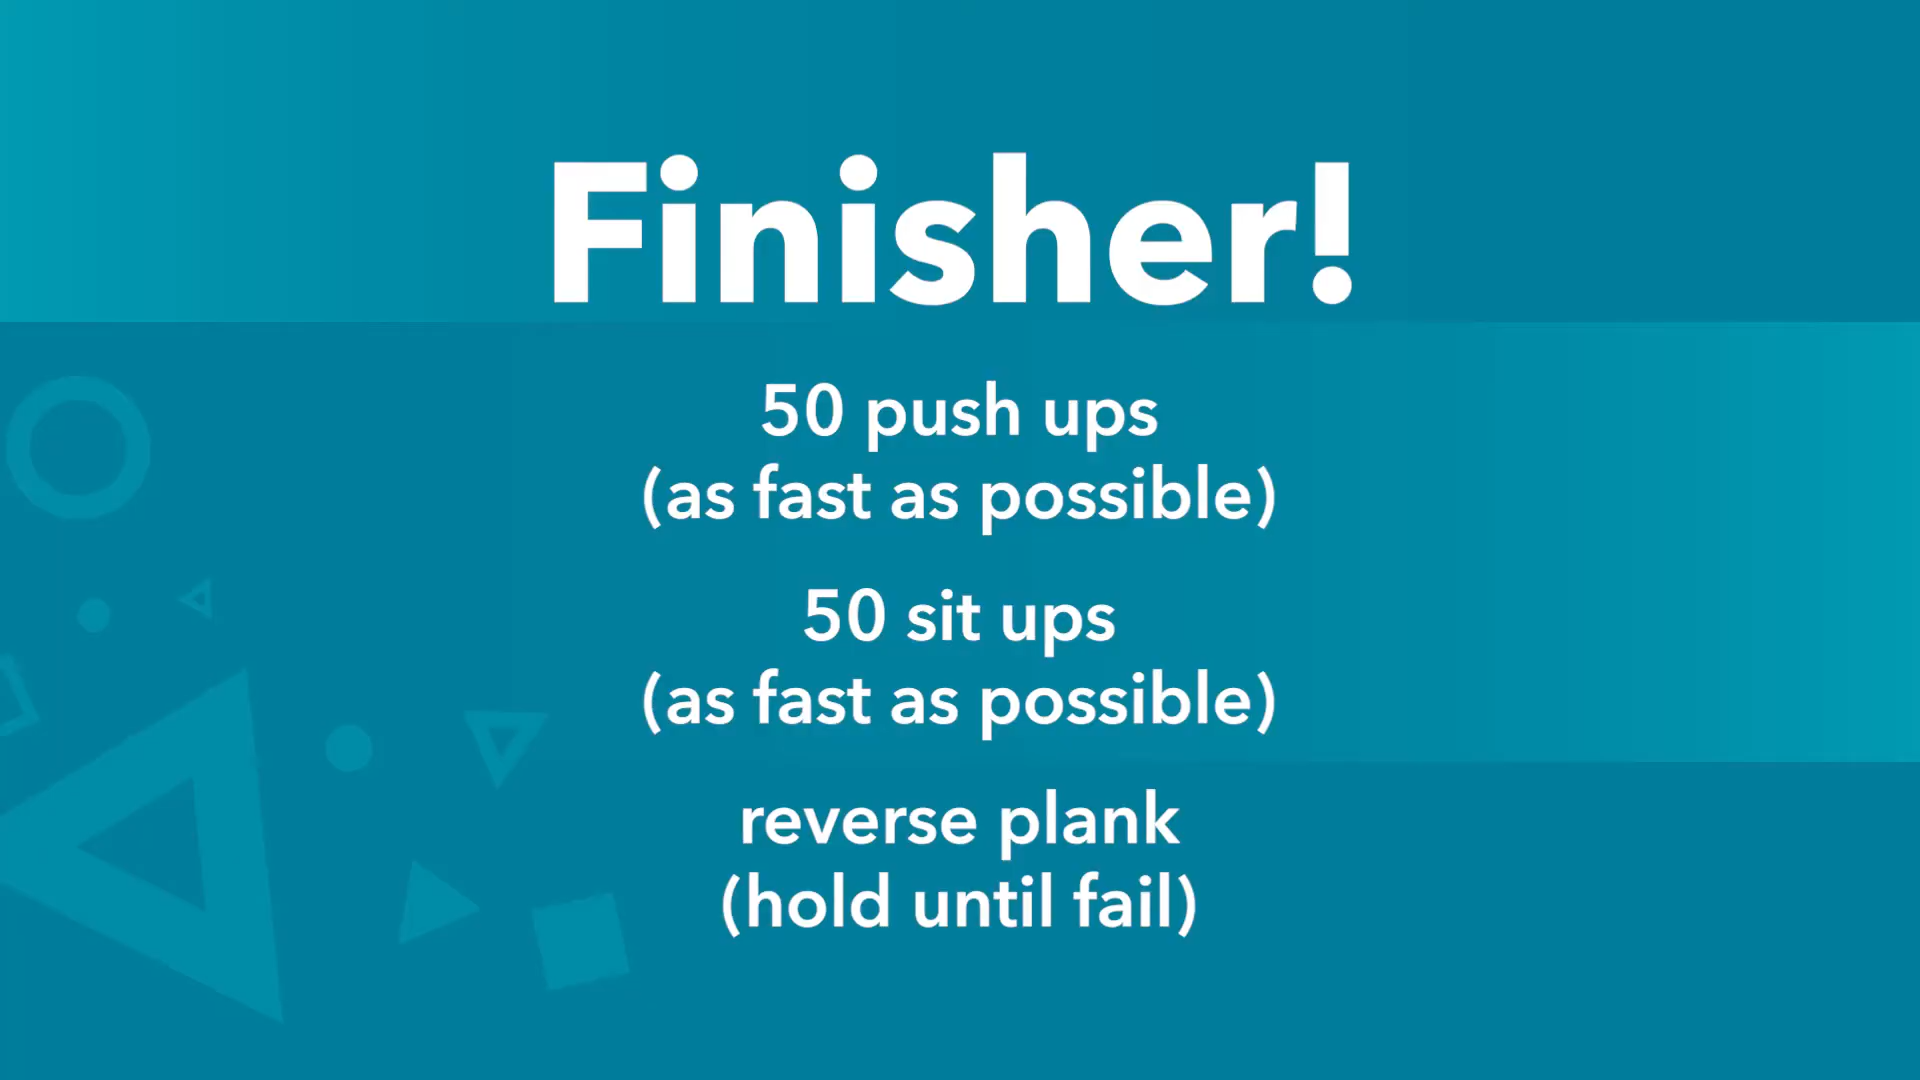 Finisher!
50 push ups
(as fast as possible)
50 sit ups
(as fast as possible)
reverse plank
(hold until fail)